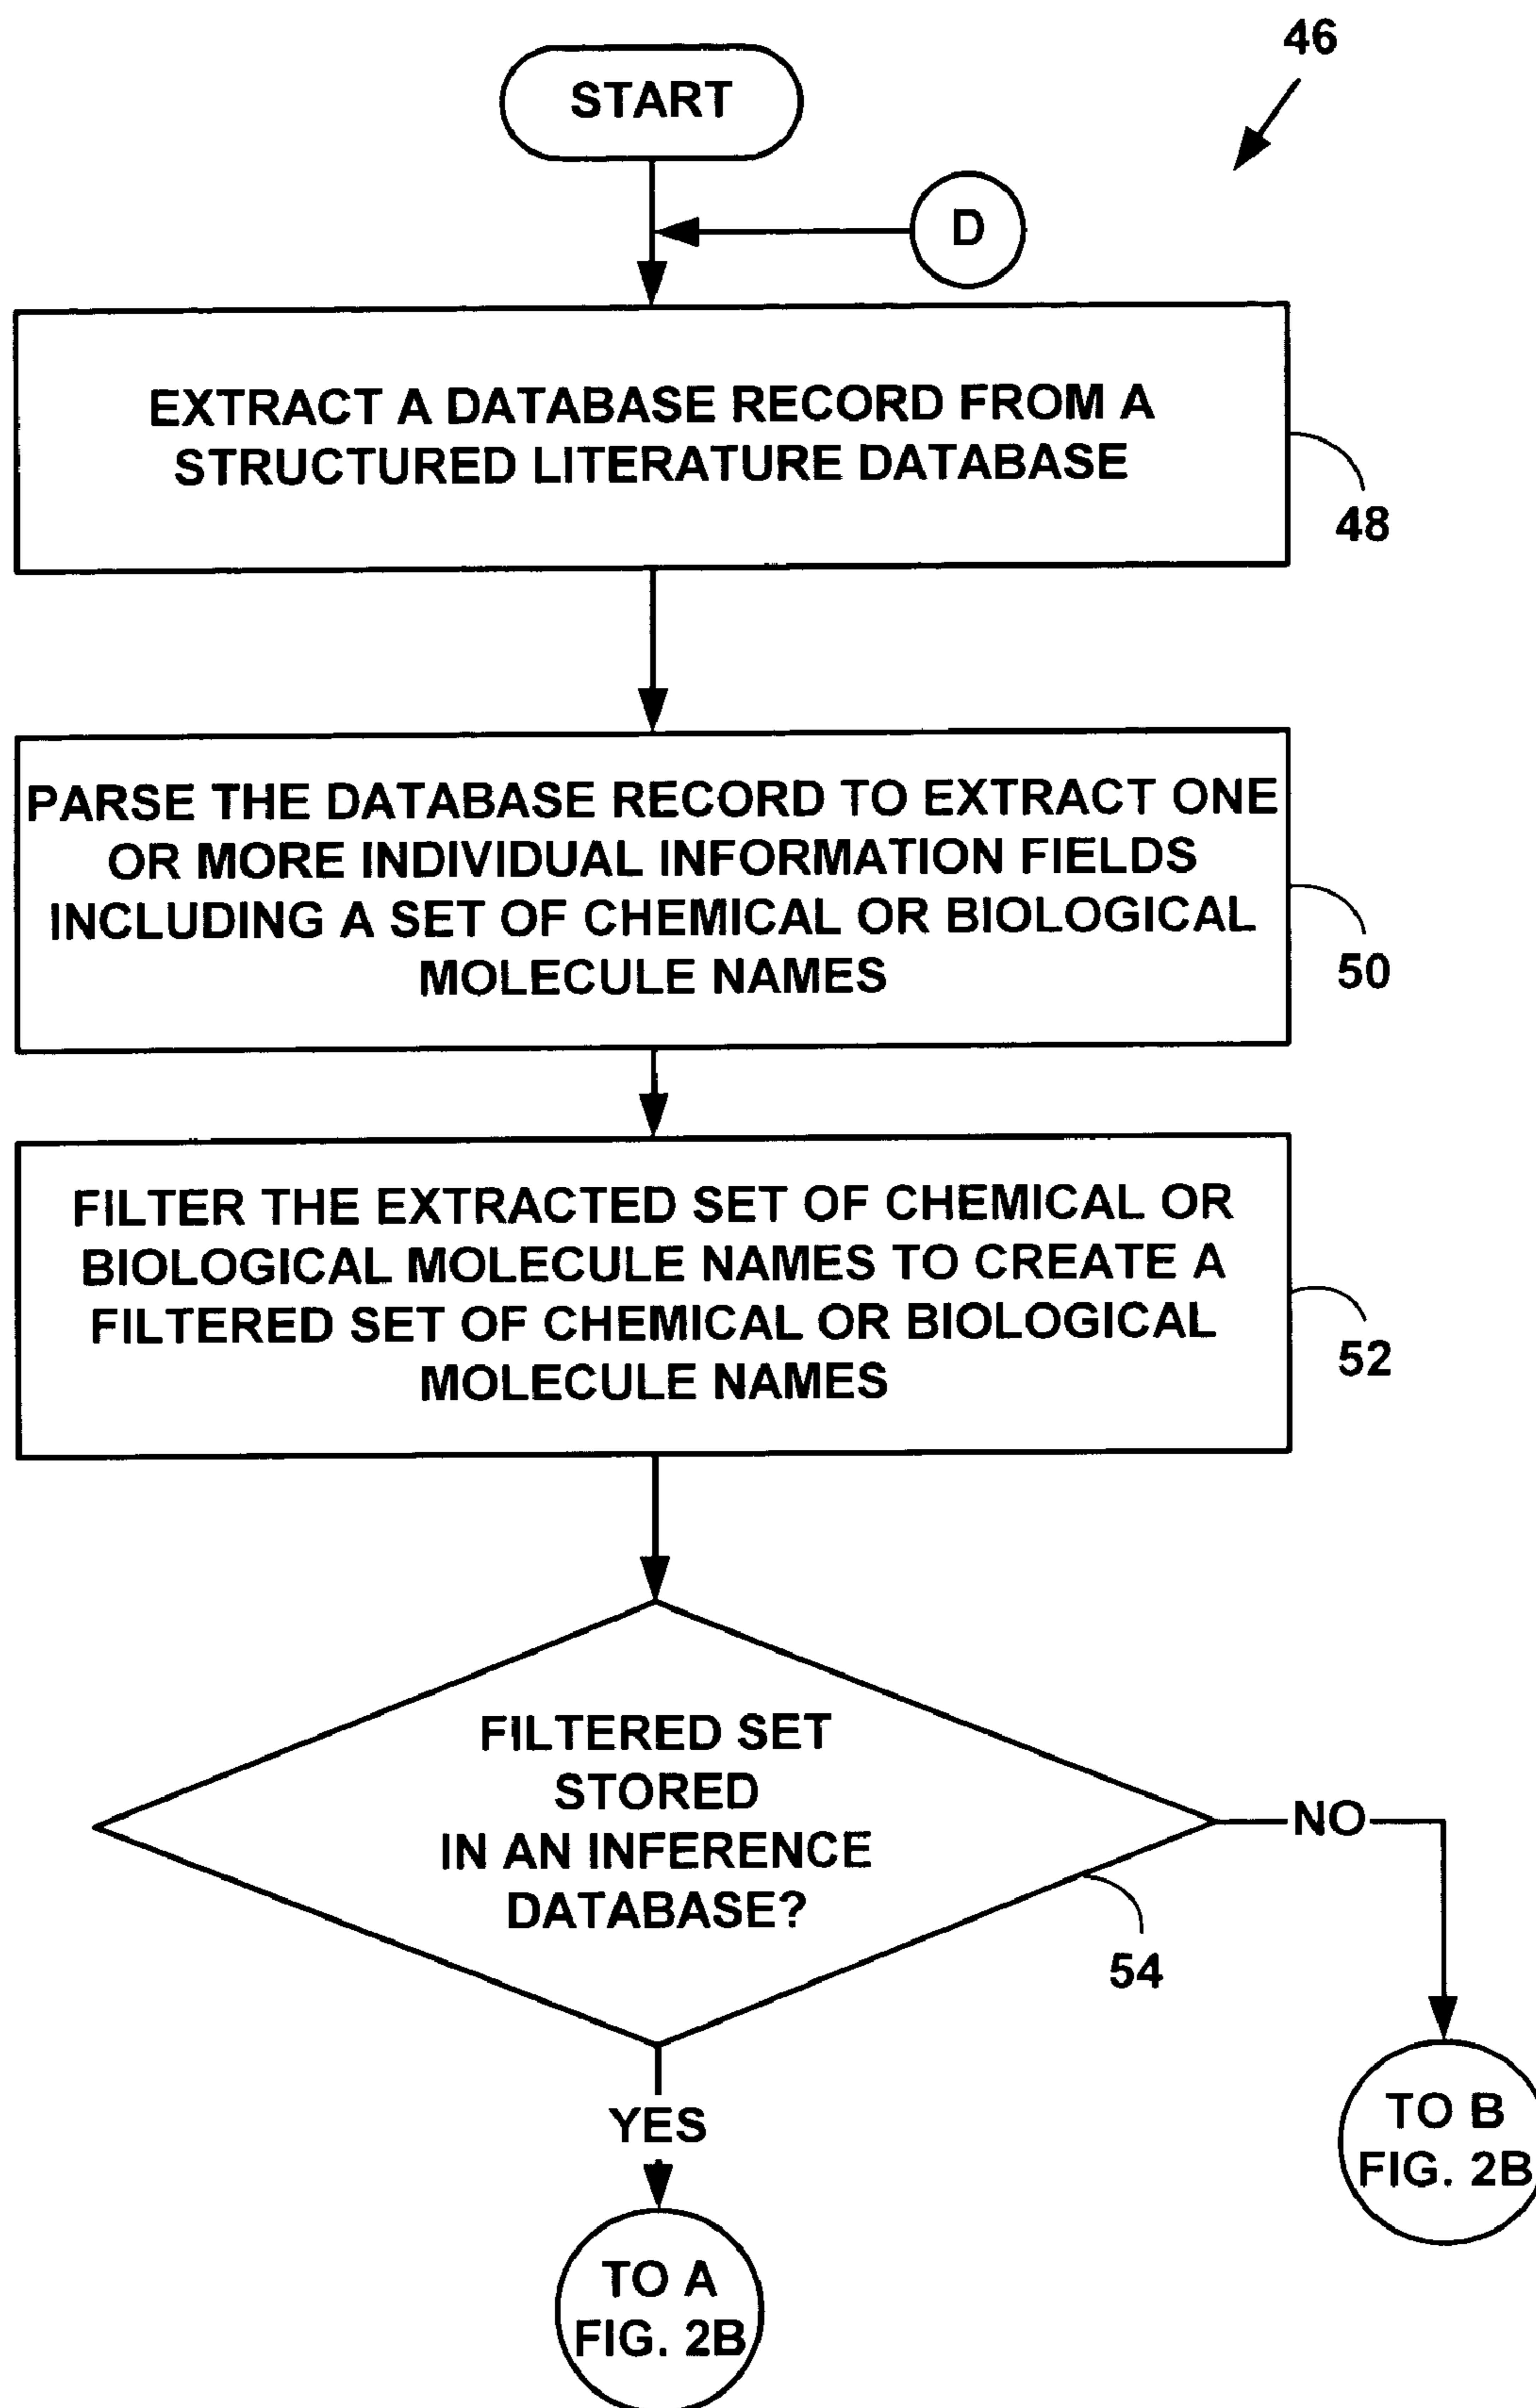 46
START
D
EXTRACT A DATABASE RECORD FROM A
STRUCTURED LITERATURE DATABASE
48
PARSE THE DATABASE RECORD TO EXTRACT ONE
OR MORE INDIVIDUAL INFORMATION FIELDS
INCLUDING A SET OF CHEMICAL OR BIOLOGICAL
MOLECULE NAMES
50
FILTER THE EXTRACTED SET OF CHEMICAL OR
BIOLOGICAL MOLECULE NAMES TO CREATE A
FILTERED SET OF CHEMICAL OR BIOLOGICAL
MOLECULE NAMES
52
FILTERED SET
STORED
IN AN INFERENCE
DATABASE?
NO
54
YES
TO B
FIG. 2B
TO A
FIG. 2B